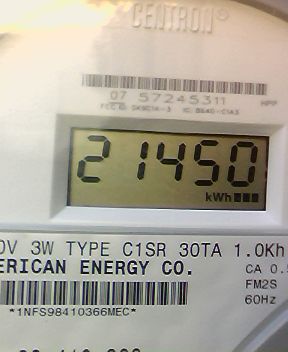 CENTRON®
07 57245311 HPP
21450
kWh
0V 3W TYPE C1SR 30TA 1.0Kh
ERICAN ENERGY CO. CA 0.5
FM2S
*1NFS98410366MEC* 60Hz